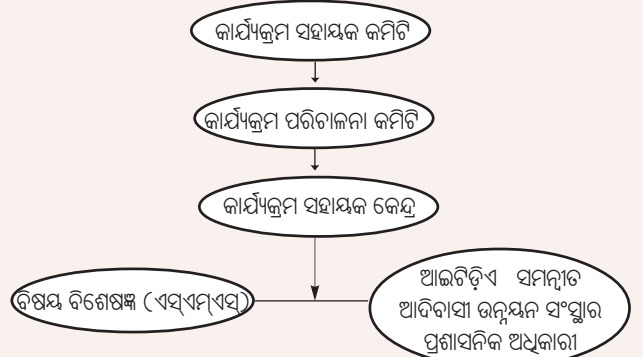 କାର୍ଯ୍ୟକ୍ରମ ସହାୟକ କମିଟି
କାର୍ଯ୍ୟକ୍ରମ ପରିଚାଳନା କମିଟି
କାର୍ଯ୍ୟକ୍ରମ ସହାୟକ କେନ୍ଦ୍ର
ବିଷୟ ବିଶେଷଜ୍ଞ (ଏସ୍ଏମ୍ଏସ୍)
ଆଇଟିଡ଼ିଏ ସମନ୍ୱୀତ
ଆଦିବାସୀ ଉନ୍ନୟନ ସଂସ୍ଥାର
ପ୍ରଶାସନିକ ଅଧିକାରୀ